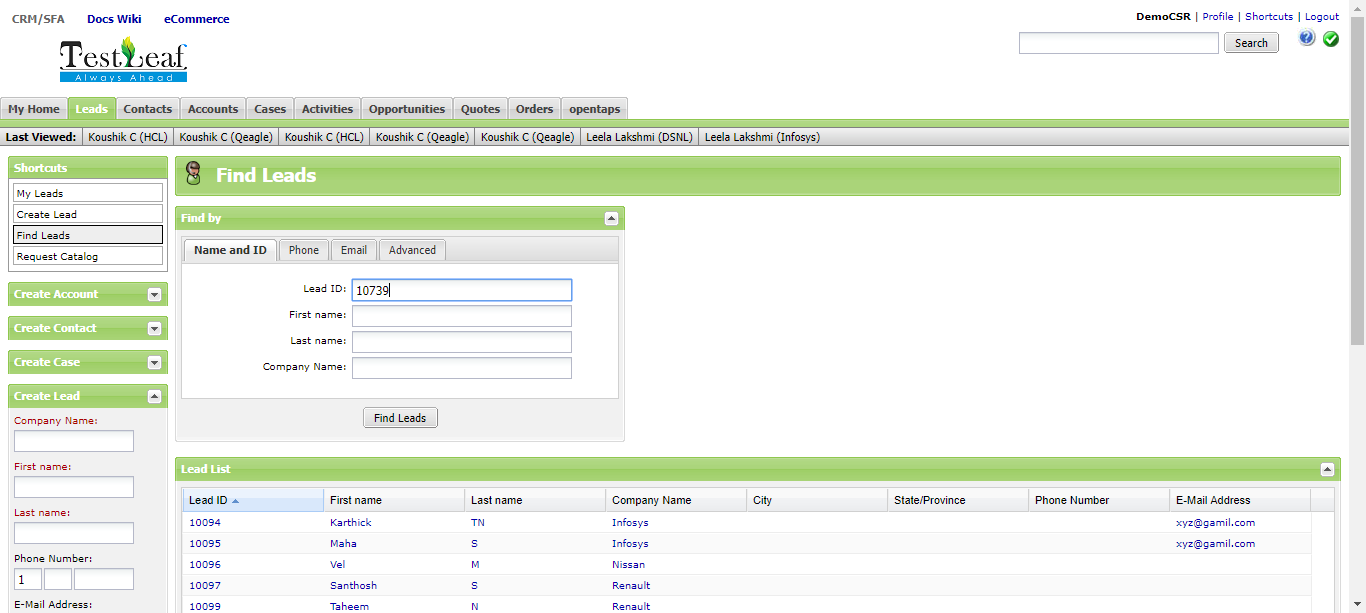 CRM/SFA Docs Wiki eCommerce
DemoCSR | Profile | Shortcuts | Logout
TestLeaf
Always Ahead
Search
My Home Leads Contacts Accounts Cases Activities Opportunities Quotes Orders opentaps
Last Viewed: Koushik C (HCL) Koushik C (Qeagle) Koushik C (HCL) Koushik C (Qeagle) Koushik C (Qeagle) Leela Lakshmi (DSNL) Leela Lakshmi (Infosys)
Shortcuts
My Leads
Create Lead
Find Leads
Request Catalog
Create Account
Create Contact
Create Case
Create Lead
Company Name:
First name:
Last name:
Phone Number:
1
E-Mail Address:
Find Leads
Find by
Name and ID Phone Email Advanced
Lead ID: 10739
First name:
Last name:
Company Name:
Find Leads
Lead List
Lead ID First name Last name Company Name City State/Province Phone Number E-Mail Address
10094 Karthick TN Infosys xyz@gamil.com
10095 Maha S Infosys xyz@gamil.com
10096 Vel M Nissan
10097 Santhosh S Renault
10099 Taheem N Renault